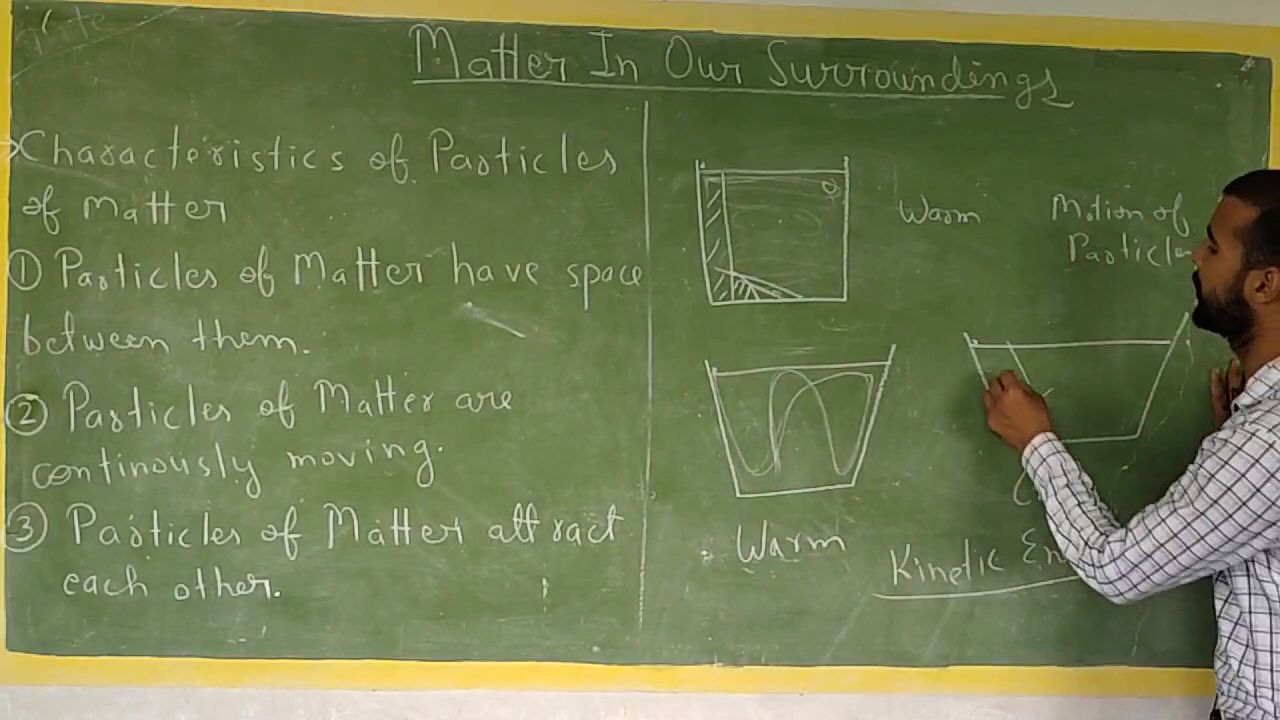 Matter In Our Surroundings
Characteristics of Particles
of Matter
① Particles of Matter have space
between them.
② Particles of Matter are
continously moving.
③ Particles of Matter attract
each other.
Warm
Motion of
Particles
Warm
Kinetic